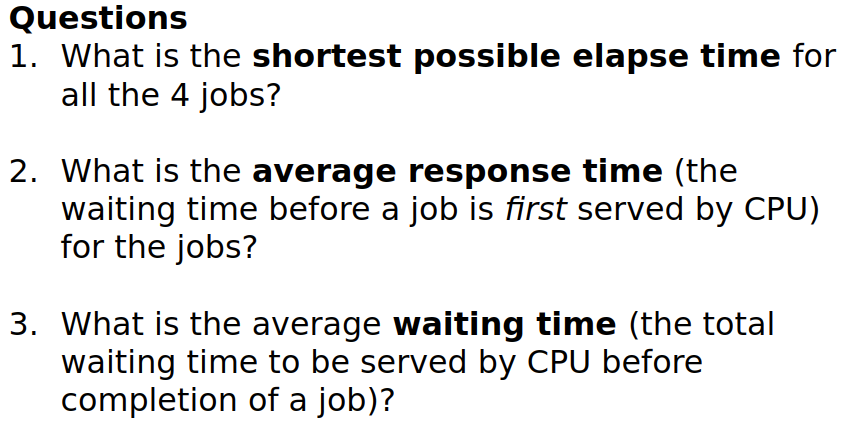 Questions
1. What is the shortest possible elapse time for
all the 4 jobs?
2. What is the average response time (the
waiting time before a job is first served by CPU)
for the jobs?
3. What is the average waiting time (the total
waiting time to be served by CPU before
completion of a job)?